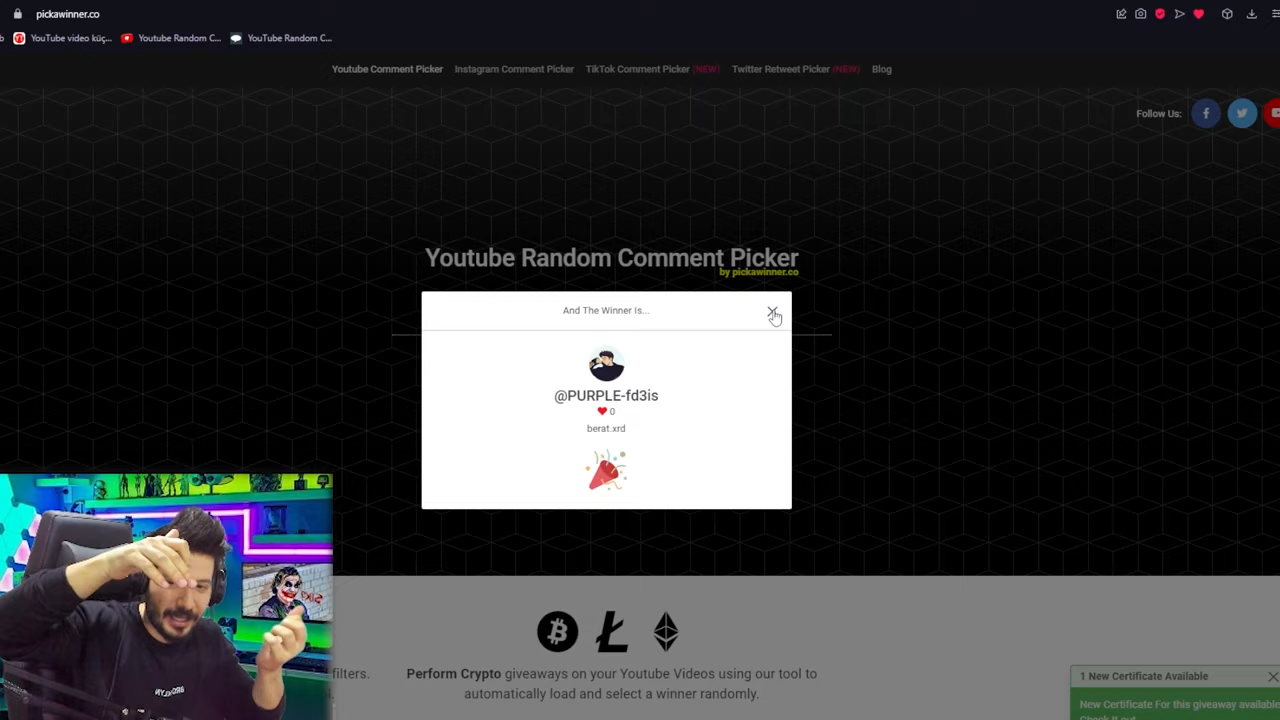 pickawinner.co
YouTube video küç...
YouTube Random C...
YouTube Random C...
Youtube Comment Picker
Instagram Comment Picker
TikTok Comment Picker (NEW)
Twitter Retweet Picker (NEW)
Blog
Follow Us:
Youtube Random Comment Picker
by pickawinner.co
And The Winner Is...
@PURPLE-fd3is
0
berat.xrd
filters.
Perform Crypto giveaways on your Youtube Videos using our tool to
automatically load and select a winner randomly.
1 New Certificate Available
New Certificate For this giveaway available
Check it out